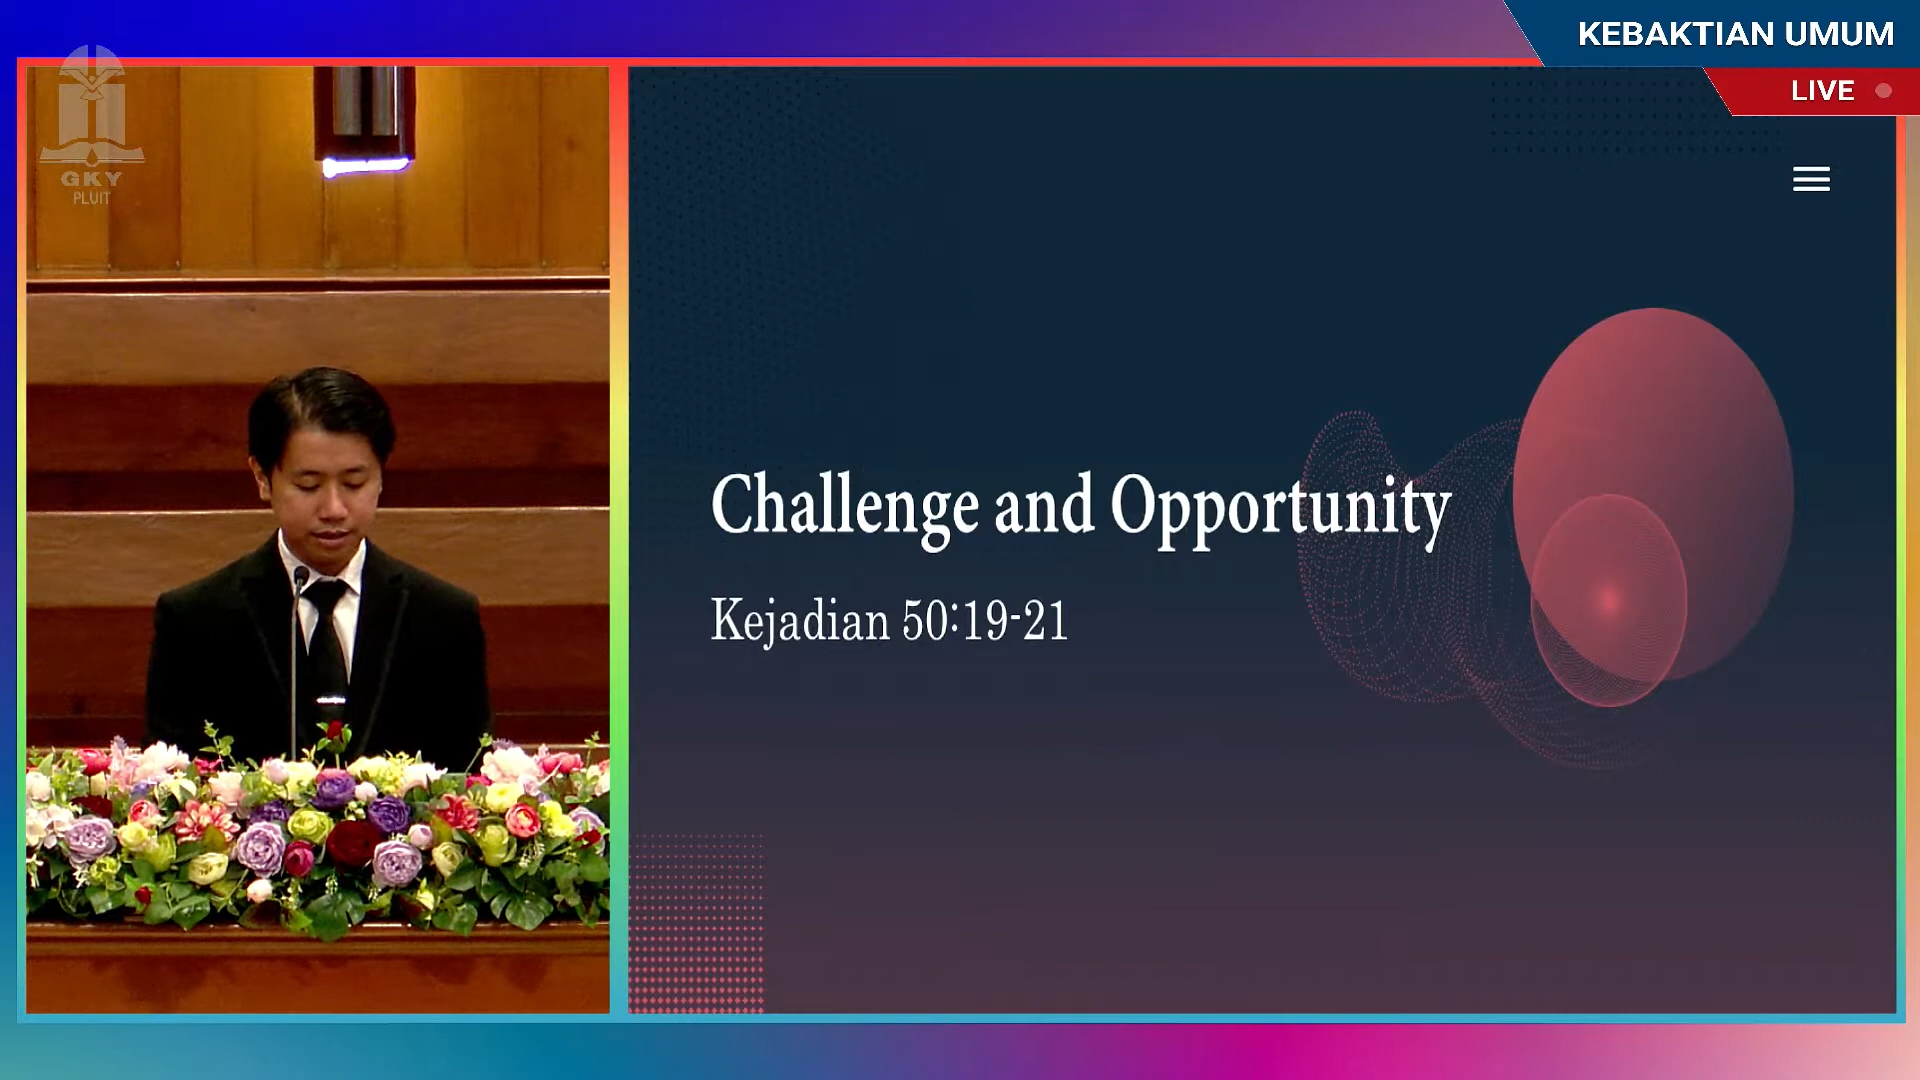 KEBAKTIAN UMUM
LIVE
GKY
PLUIT
Challenge and Opportunity
Kejadian 50:19-21